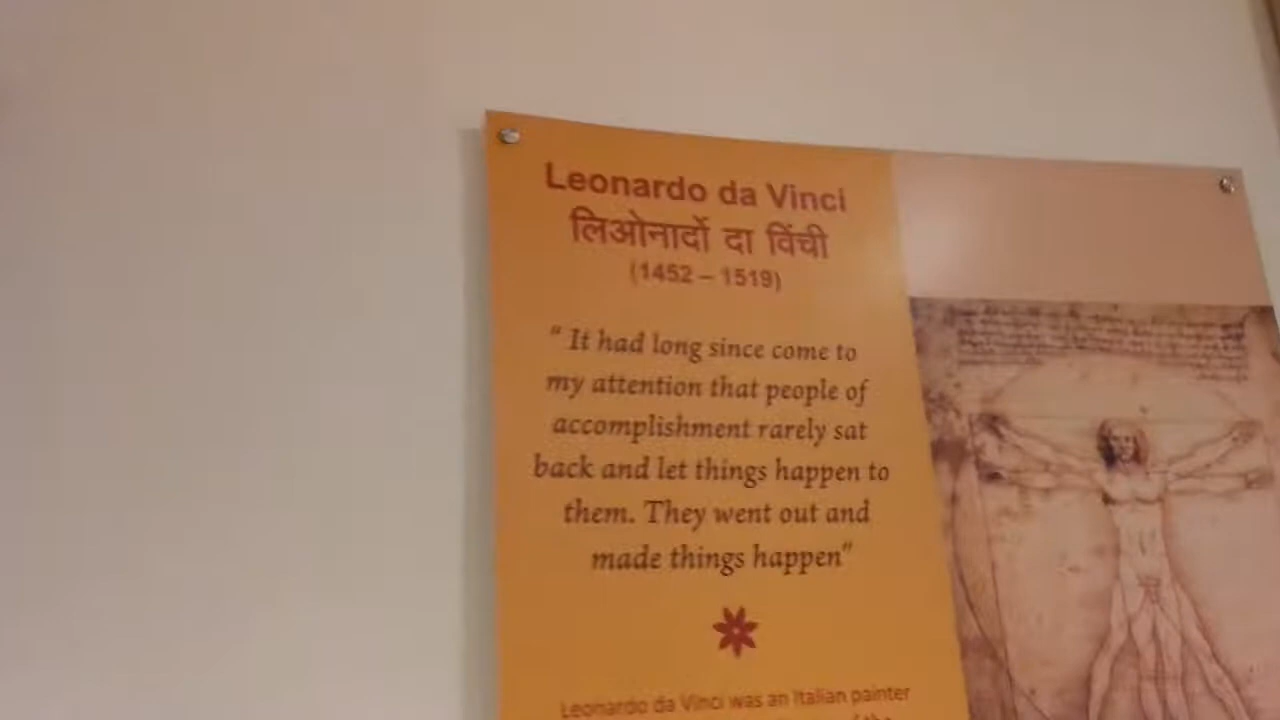 Leonardo da Vinci
लिओनार्दो दा विंची
(1452 – 1519)
“ It had long since come to
my attention that people of
accomplishment rarely sat
back and let things happen to
them. They went out and
made things happen”
Leonardo da Vinci was an Italian painter
of the